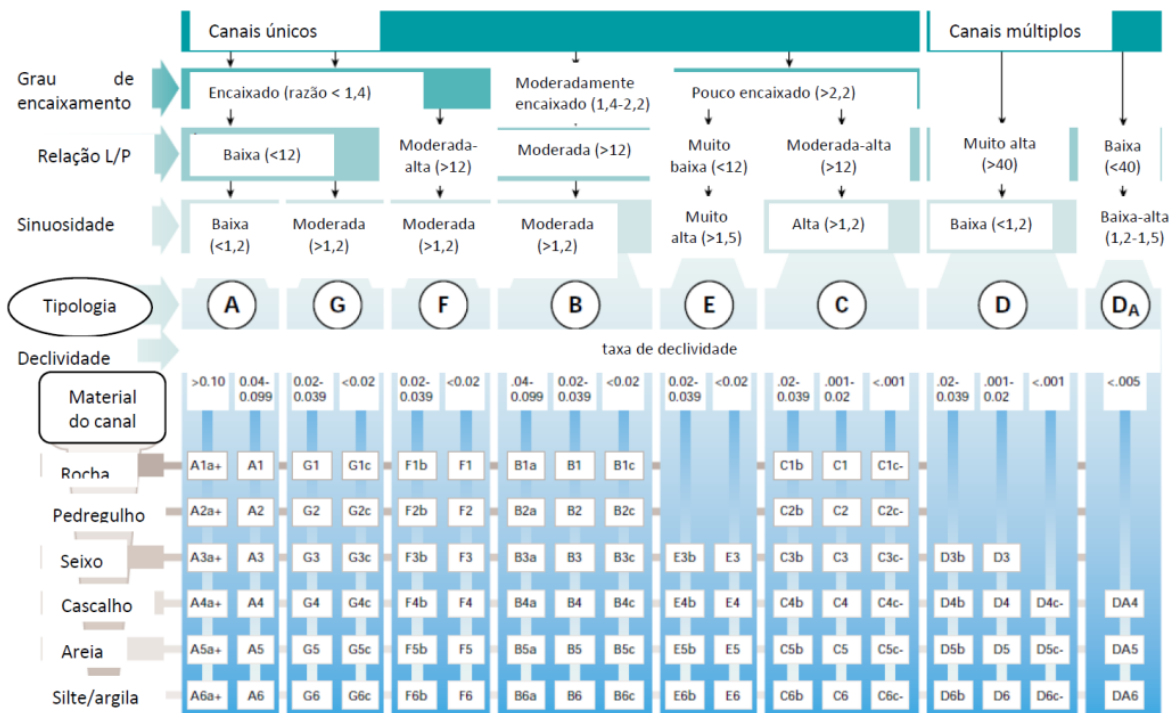 Canais únicos
Canais múltiplos
Grau de
encaixamento
Encaixado (razão < 1,4)
Moderadamente
encaixado (1,4-2,2)
Pouco encaixado (>2,2)
Relação L/P
Baixa (<12)
Moderada-
alta (>12)
Moderada (>12)
Muito
baixa (<12)
Moderada-alta
(>12)
Muito alta
(>40)
Baixa
(<40)
Sinuosidade
Baixa
(<1,2)
Moderada
(>1,2)
Moderada
(>1,2)
Moderada
(>1,2)
Muito
alta (>1,5)
Alta (>1,2)
Baixa (<1,2)
Baixa-alta
(1,2-1,5)
Tipologia
A G F B E C D DA
Declividade
taxa de declividade
Material
do canal
>0.10 0.04-0.099 0.02-0.039 <0.02 0.02-0.039 <0.02 .04-0.099 0.02-0.039 <0.02 0.02-0.039 <0.02 .02-0.039 .001-0.02 <.001 .02-0.039 .001-0.02 <.001 <.005
Rocha A1a+ A1 G1 G1c F1b F1 B1a B1 B1c C1b C1 C1c-
Pedregulho A2a+ A2 G2 G2c F2b F2 B2a B2 B2c C2b C2 C2c-
Seixo A3a+ A3 G3 G3c F3b F3 B3a B3 B3c E3b E3 C3b C3 C3c- D3b D3
Cascalho A4a+ A4 G4 G4c F4b F4 B4a B4 B4c E4b E4 C4b C4 C4c- D4b D4 D4c- DA4
Areia A5a+ A5 G5 G5c F5b F5 B5a B5 B5c E5b E5 C5b C5 C5c- D5b D5 D5c- DA5
Silte/argila A6a+ A6 G6 G6c F6b F6 B6a B6 B6c E6b E6 C6b C6 C6c- D6b D6 D6c- DA6